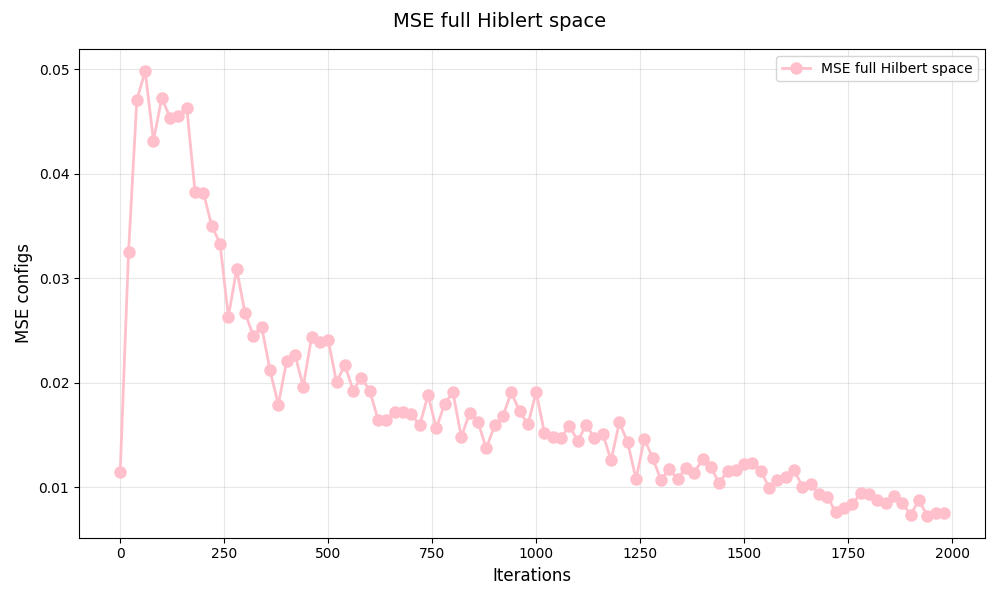 MSE full Hiblert space
MSE full Hilbert space
0.05
0.04
0.03
0.02
0.01
MSE configs
0 250 500 750 1000 1250 1500 1750 2000
Iterations